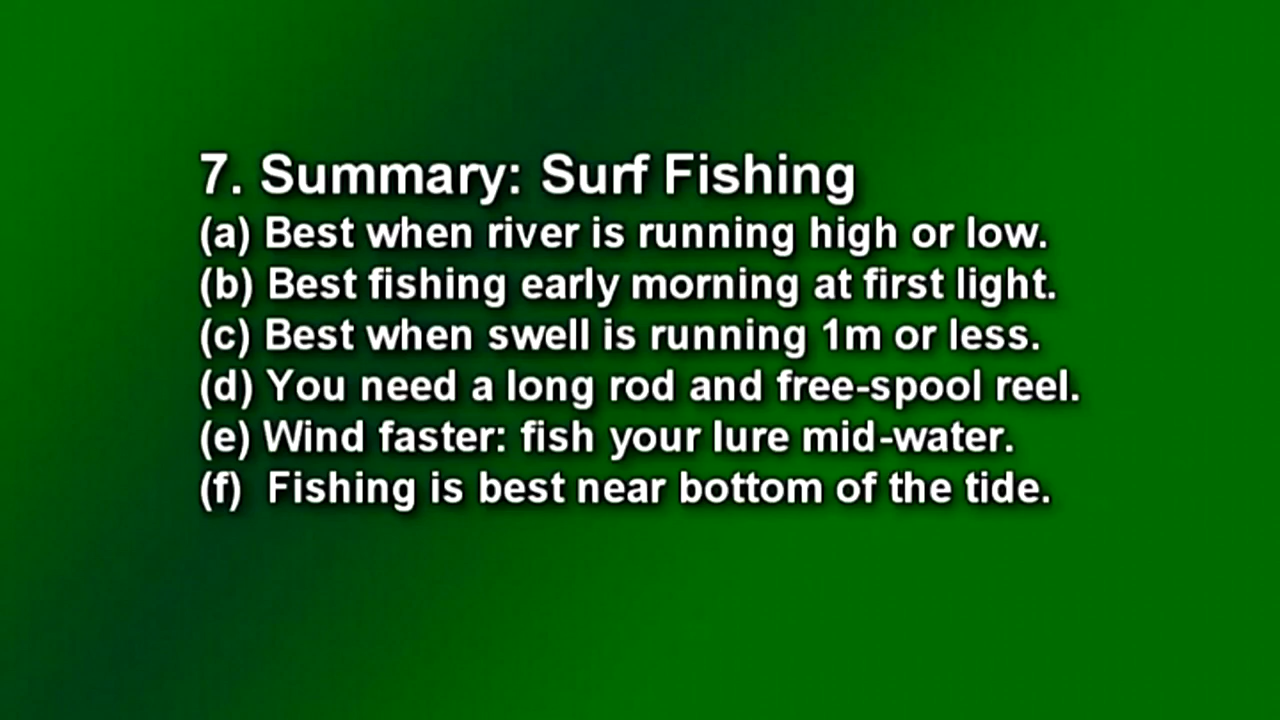 7. Summary: Surf Fishing
(a) Best when river is running high or low.
(b) Best fishing early morning at first light.
(c) Best when swell is running 1m or less.
(d) You need a long rod and free-spool reel.
(e) Wind faster: fish your lure mid-water.
(f) Fishing is best near bottom of the tide.